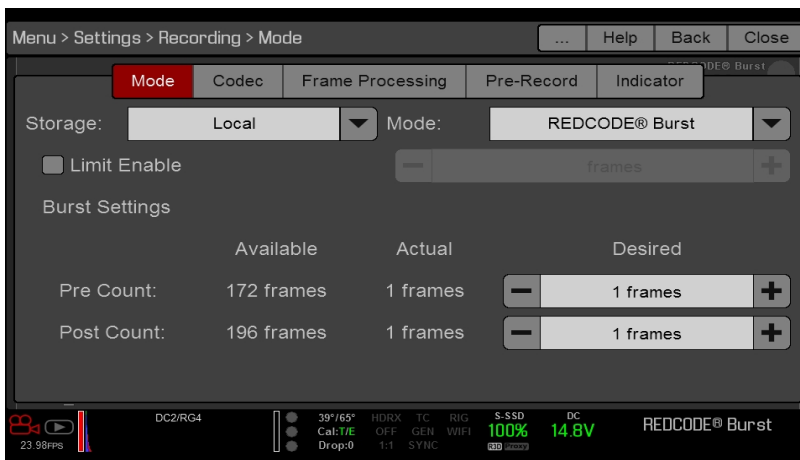 Menu > Settings > Recording > Mode ... Help Back Close
Mode Codec Frame Processing Pre-Record Indicator
Storage: Local Mode: REDCODE® Burst
Limit Enable frames
Burst Settings
Available Actual Desired
Pre Count: 172 frames 1 frames 1 frames
Post Count: 196 frames 1 frames 1 frames
DC2/RG4 39°/65° HDRX TC RIG S-SSD DC
Cal:T/E OFF GEN WIFI 100% 14.8V REDCODE® Burst
23.98FPS Drop:0 1:1 SYNC R3D Proxy